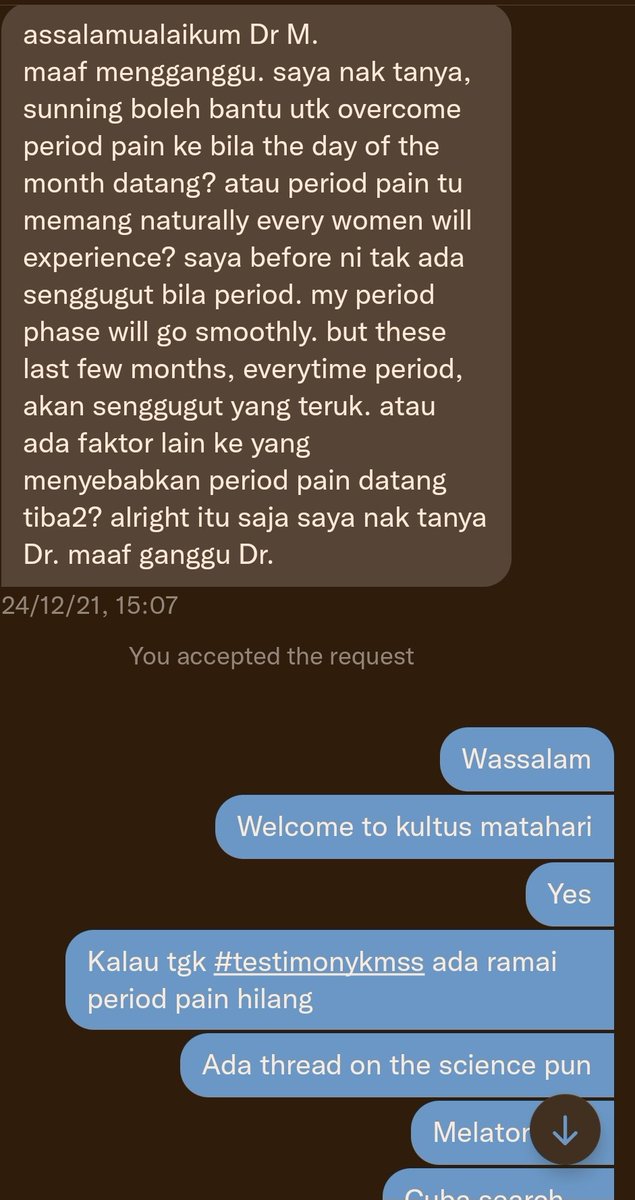 assalamualaikum Dr M.
maaf mengganggu. saya nak tanya,
sunning boleh bantu utk overcome
period pain ke bila the day of the
month datang? atau period pain tu
memang naturally every women will
experience? saya before ni tak ada
senggugut bila period. my period
phase will go smoothly. but these
last few months, everytime period,
akan senggugut yang teruk. atau
ada faktor lain ke yang
menyebabkan period pain datang
tiba2? alright itu saja saya nak tanya
Dr. maaf ganggu Dr.
24/12/21, 15:07
You accepted the request
Wassalam
Welcome to kultus matahari
Yes
Kalau tgk #testimonykmss ada ramai
period pain hilang
Ada thread on the science pun